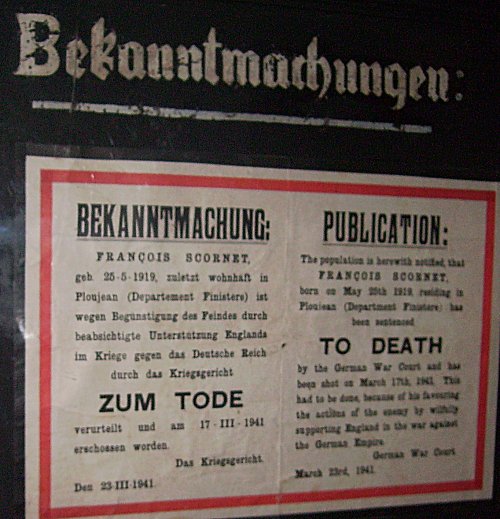 Bekanntmachungen:
BEKANNTMACHUNG:
FRANÇOIS SCORNET,
geb. 25-5-1919, zuletzt wohnhaft in
Ploujean (Departement Finistere) ist
wegen Begünstigung des Feindes durch
beabsichtigte Unterstützung Englands
im Kriege gegen das Deutsche Reich
durch das Kriegsgericht
ZUM TODE
verurteilt und am 17-III-1941
erschossen worden.
Das Kriegsgericht.
Den 23-III-1941.
PUBLICATION:
The population is herewith notified, that
FRANÇOIS SCORNET,
born on May 25th 1919, residing in
Ploujean (Department Finistere) has
been sentenced
TO DEATH
by the German War Court and has
been shot on March 17th, 1941. This
had to be done, because of his favouring
the actions of the enemy by wilfully
supporting England in the war against
the German Empire.
German War Court.
March 23rd, 1941.